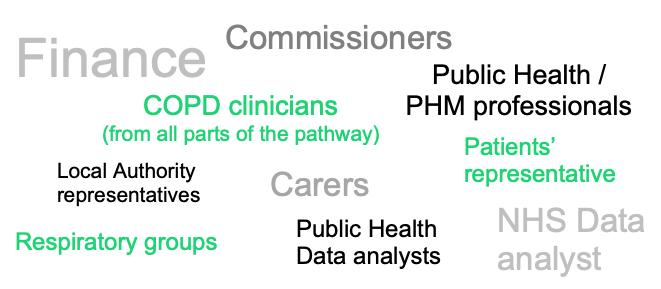 Finance
Commissioners
Public Health /
PHM professionals
COPD clinicians
(from all parts of the pathway)
Patients’
representative
Local Authority
representatives
Carers
Public Health
Data analysts
NHS Data
analyst
Respiratory groups